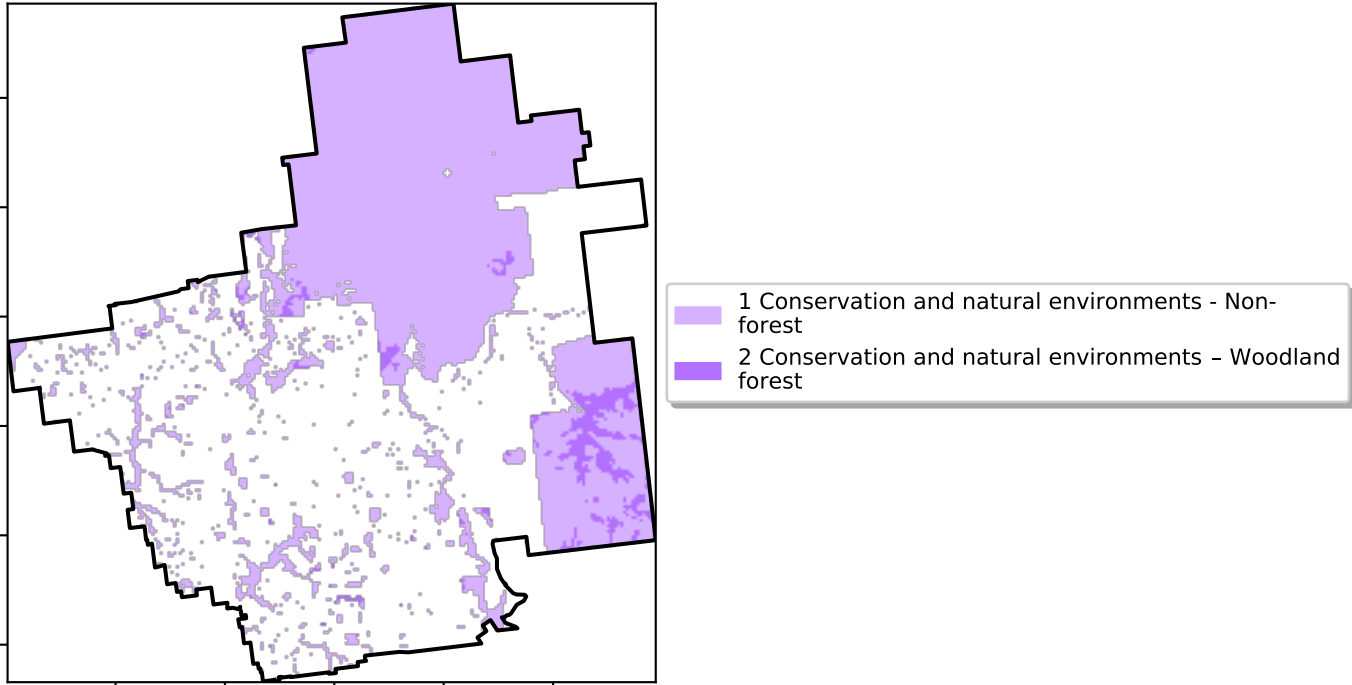 1 Conservation and natural environments - Non-
forest
2 Conservation and natural environments – Woodland
forest